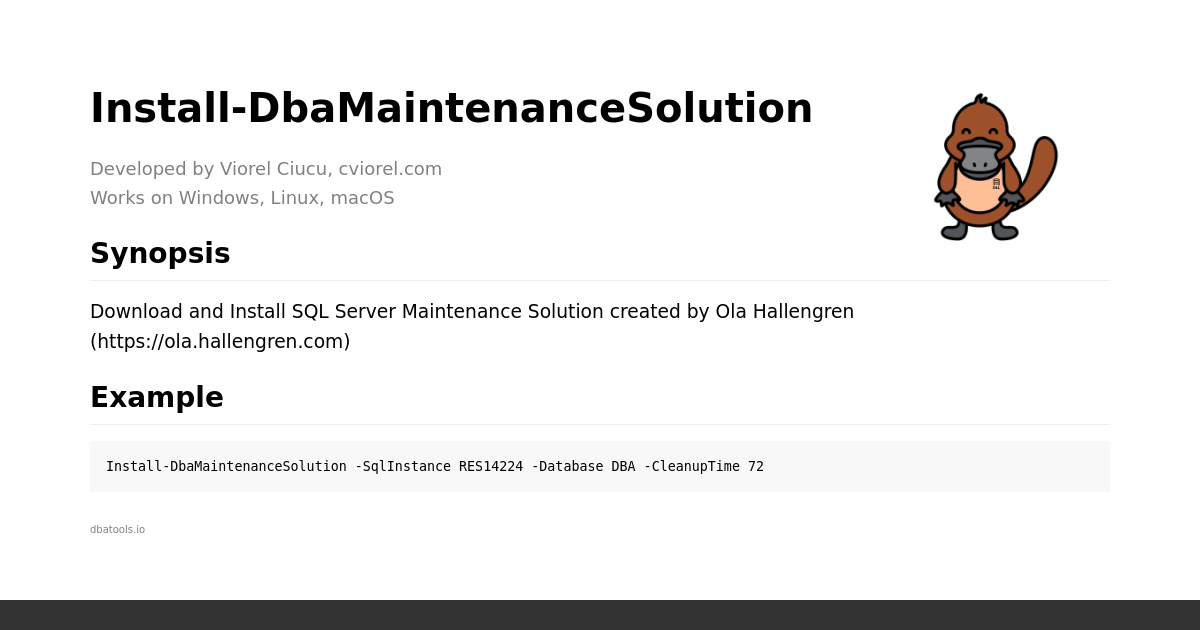 Install-DbaMaintenanceSolution
Developed by Viorel Ciucu, cviorel.com
Works on Windows, Linux, macOS
Synopsis
Download and Install SQL Server Maintenance Solution created by Ola Hallengren
(https://ola.hallengren.com)
Example
Install-DbaMaintenanceSolution -SqlInstance RES14224 -Database DBA -CleanupTime 72
dbatools.io